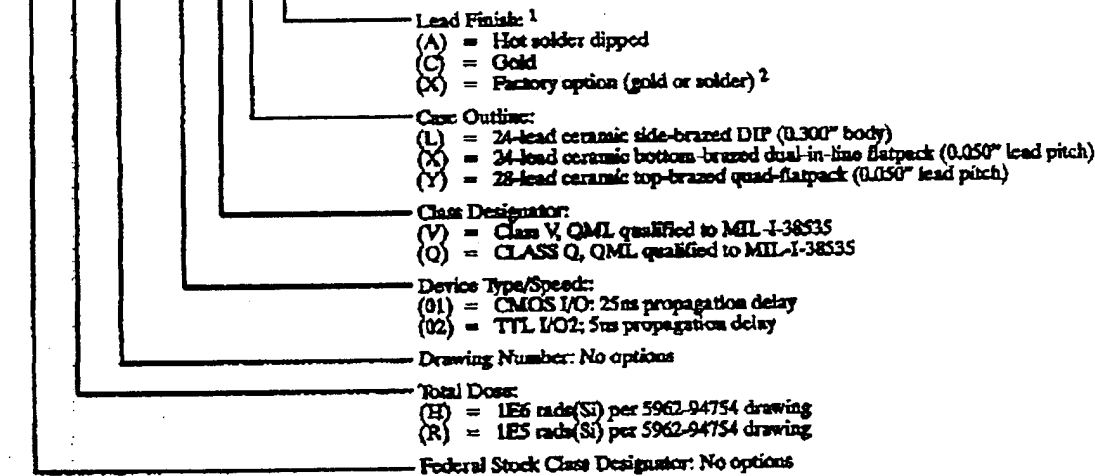 Lead Finish: 1
(A) = Hot solder dipped
(C) = Gold
(X) = Factory option (gold or solder) 2
Case Outline:
(L) = 24-lead ceramic side-brazed DIP (0.300" body)
(X) = 24-lead ceramic bottom-brazed dual-in-line flatpack (0.050" lead pitch)
(Y) = 28-lead ceramic top-brazed quad-flatpack (0.050" lead pitch)
Class Designator:
(V) = Class V, QML qualified to MIL-I-38535
(Q) = CLASS Q, QML qualified to MIL-I-38535
Device Type/Speed::
(01) = CMOS I/O: 25ns propagation delay
(02) = TTL I/O2; 5ns propagation delay
Drawing Number: No options
Total Dose:
(H) = 1E6 rads(Si) per 5962-94754 drawing
(R) = 1E5 rads(Si) per 5962-94754 drawing
Federal Stock Class Designator: No options